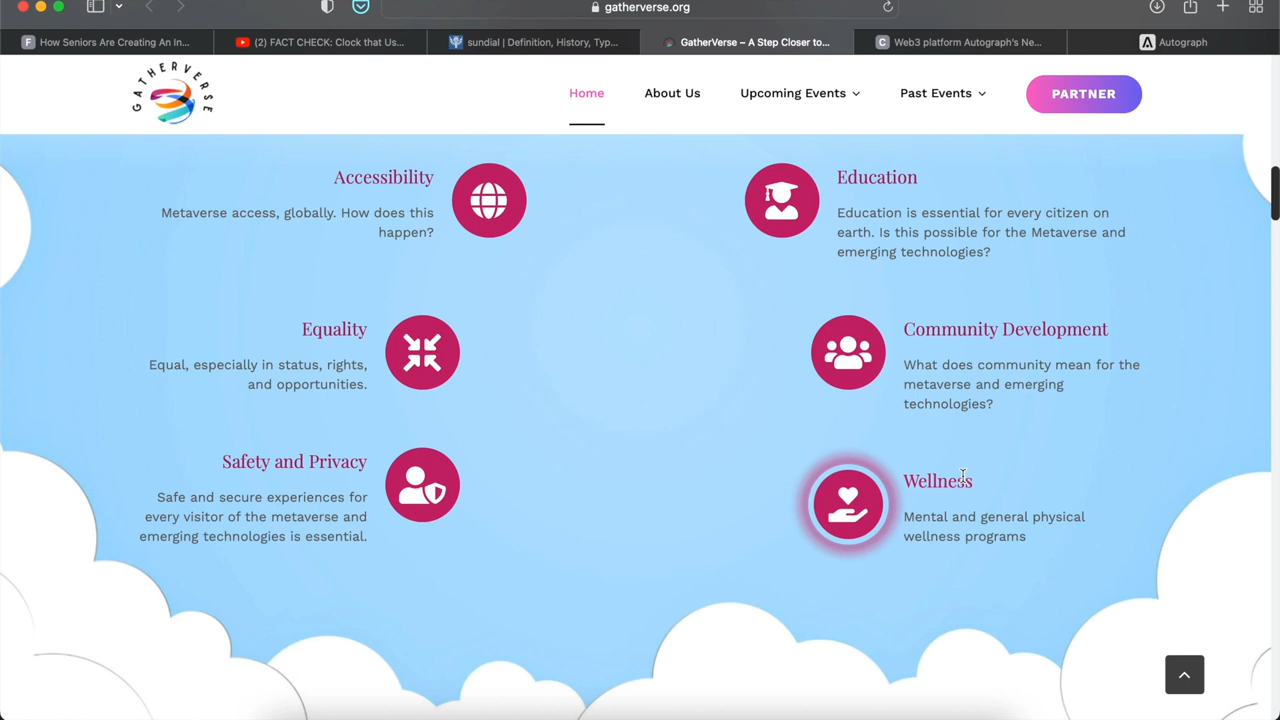 gatherverse.org
How Seniors Are Creating An In...
(2) FACT CHECK: Clock that Us...
sundial | Definition, History, Typ...
GatherVerse – A Step Closer to...
Web3 platform Autograph's Ne...
Autograph
GATHERVERSE
Home
About Us
Upcoming Events
Past Events
PARTNER
Accessibility
Metaverse access, globally. How does this
happen?
Education
Education is essential for every citizen on
earth. Is this possible for the Metaverse and
emerging technologies?
Equality
Equal, especially in status, rights,
and opportunities.
Community Development
What does community mean for the
metaverse and emerging
technologies?
Safety and Privacy
Safe and secure experiences for
every visitor of the metaverse and
emerging technologies is essential.
Wellness
Mental and general physical
wellness programs